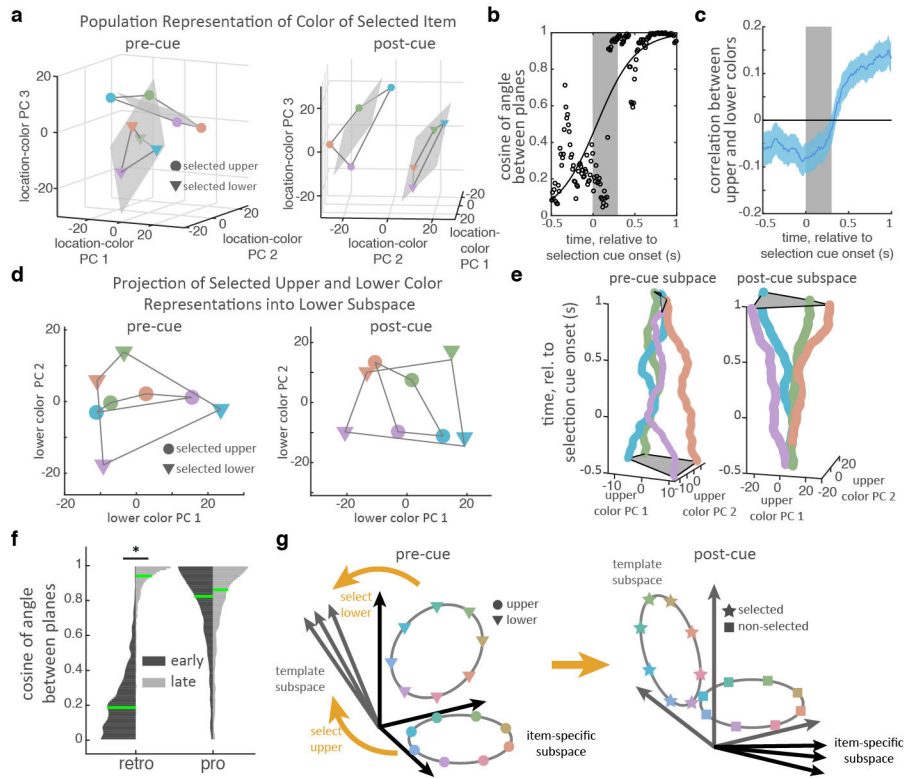 a
Population Representation of Color of Selected Item
pre-cue
post-cue
location-color PC 3
20
0
-20
-20
0
20
selected upper
selected lower
-20
0
20
location-color
PC 1
-20
0
20
location-color
PC 2
location-color PC 3
20
0
-20
-20
0
20
location-color
PC 2
-20
0
20
location-
color
PC 1
b
cosine of angle
between planes
1
0.8
0.6
0.4
0.2
0
-0.5
0
0.5
1
time, relative to
selection cue onset (s)
c
correlation between
upper and lower colors
0.2
0.1
0
-0.1
-0.2
-0.5
0
0.5
1
time, relative to
selection cue onset (s)
d
Projection of Selected Upper and Lower Color
Representations into Lower Subspace
pre-cue
post-cue
lower color PC 2
20
0
-20
selected upper
selected lower
-20
0
20
lower color PC 1
lower color PC 2
20
0
-20
-20
0
20
lower color PC 1
e
pre-cue subspace
post-cue subspace
time, rel. to
selection cue onset (s)
1
0.5
0
-0.5
-10
0
10
upper
color PC 1
-10
0
10
upper
color PC 2
1
0.5
0
-0.5
-20
0
20
upper
color PC 1
-20
0
20
upper
color PC 2
f
cosine of angle
between planes
1
0.8
0.6
0.4
0.2
0
*
early
late
retro
pro
g
pre-cue
post-cue
select
lower
upper
lower
template
subspace
select
upper
item-specific
subspace
template
subspace
selected
non-selected
item-specific
subspace